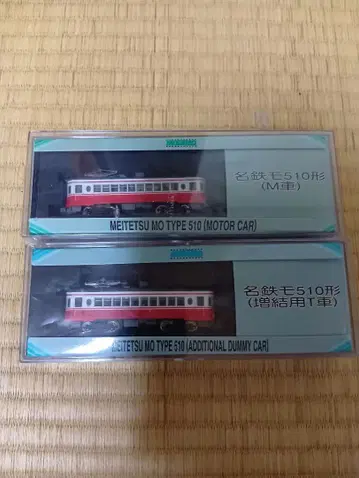 名鉄モ510形
(M車)
MEITETSU MO TYPE 510 (MOTOR CAR)
名鉄モ510形
(増結用T車)
MEITETSU MO TYPE 510 (ADDITIONAL DUMMY CAR)